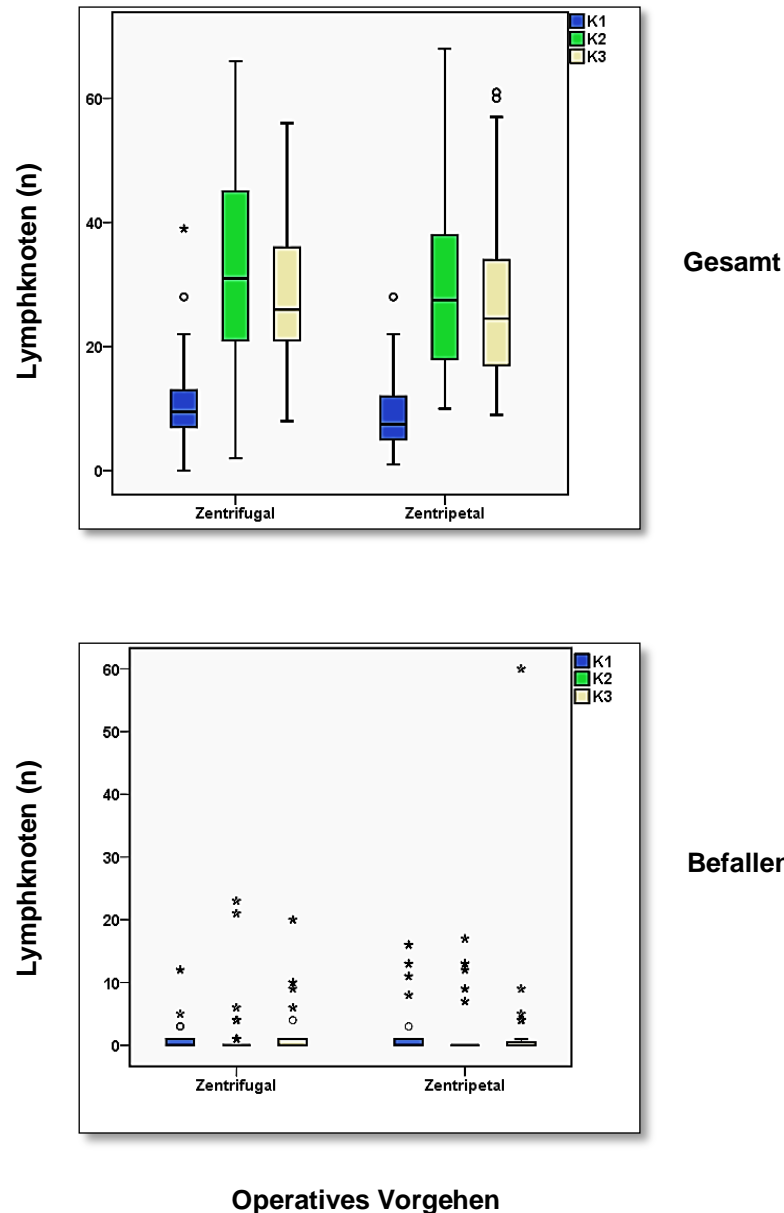 K1
K2
K3
60
40
20
0
Lymphknoten (n)
Gesamt
Zentrifugal Zentripetal
K1
K2
K3
60
50
40
30
20
10
0
Lymphknoten (n)
Befallen
Zentrifugal Zentripetal
Operatives Vorgehen